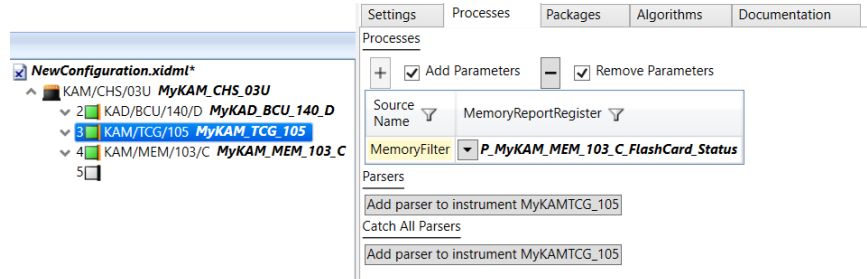 NewConfiguration.xidml*
KAM/CHS/03U MyKAM_CHS_03U
2 KAD/BCU/140/D MyKAD_BCU_140_D
3 KAM/TCG/105 MyKAM_TCG_105
4 KAM/MEM/103/C MyKAM_MEM_103_C
5
Settings Processes Packages Algorithms Documentation
Processes
+ Add Parameters − Remove Parameters
Source Name MemoryReportRegister
MemoryFilter P_MyKAM_MEM_103_C_FlashCard_Status
Parsers
Add parser to instrument MyKAMTCG_105
Catch All Parsers
Add parser to instrument MyKAMTCG_105